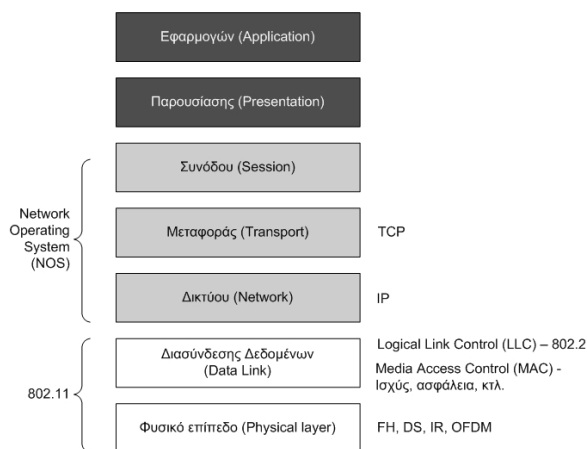 Εφαρμογών (Application)
Παρουσίασης (Presentation)
Συνόδου (Session)
Network
Operating
System
(NOS)
Μεταφοράς (Transport)
TCP
Δικτύου (Network)
IP
Διασύνδεσης Δεδομένων
(Data Link)
Logical Link Control (LLC) – 802.2
Media Access Control (MAC) -
Ισχύς, ασφάλεια, κτλ.
802.11
Φυσικό επίπεδο (Physical layer)
FH, DS, IR, OFDM